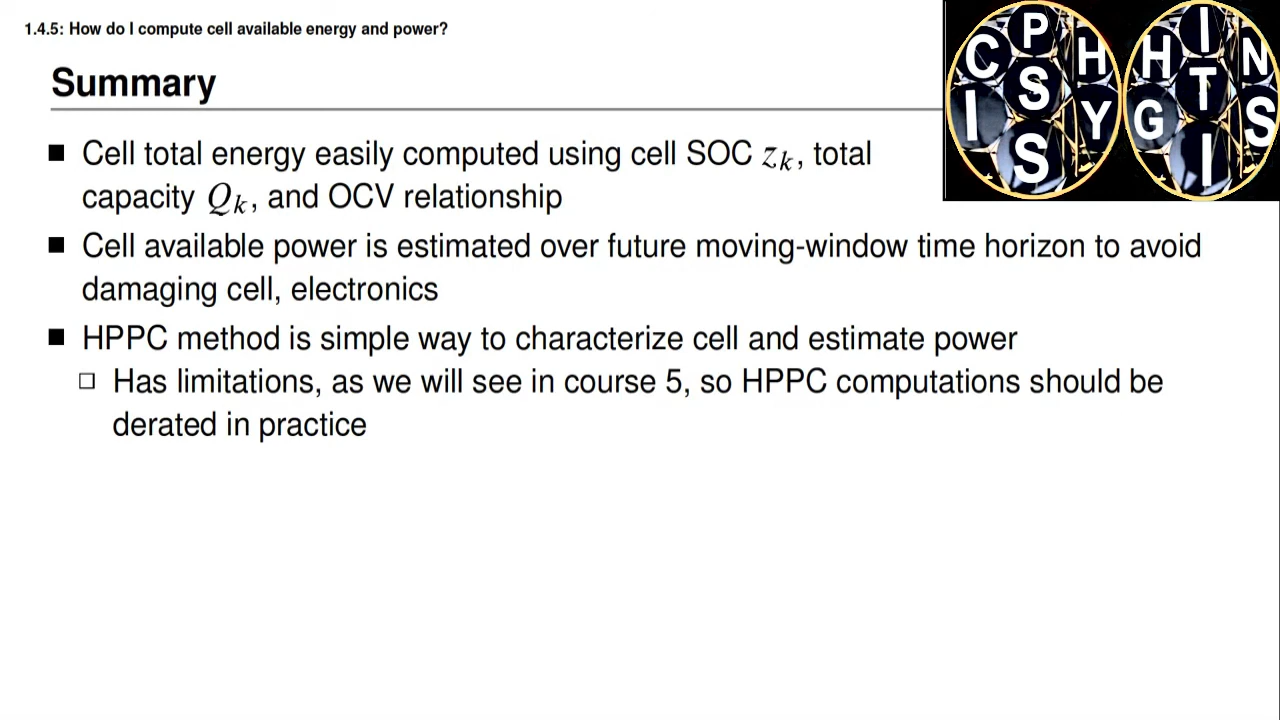 1.4.5: How do I compute cell available energy and power?
Summary
■ Cell total energy easily computed using cell SOC zₖ, total
capacity Qₖ, and OCV relationship
■ Cell available power is estimated over future moving-window time horizon to avoid
damaging cell, electronics
■ HPPC method is simple way to characterize cell and estimate power
□ Has limitations, as we will see in course 5, so HPPC computations should be
derated in practice
P
C H
S
I Y
S
I
H N
T
G S
I